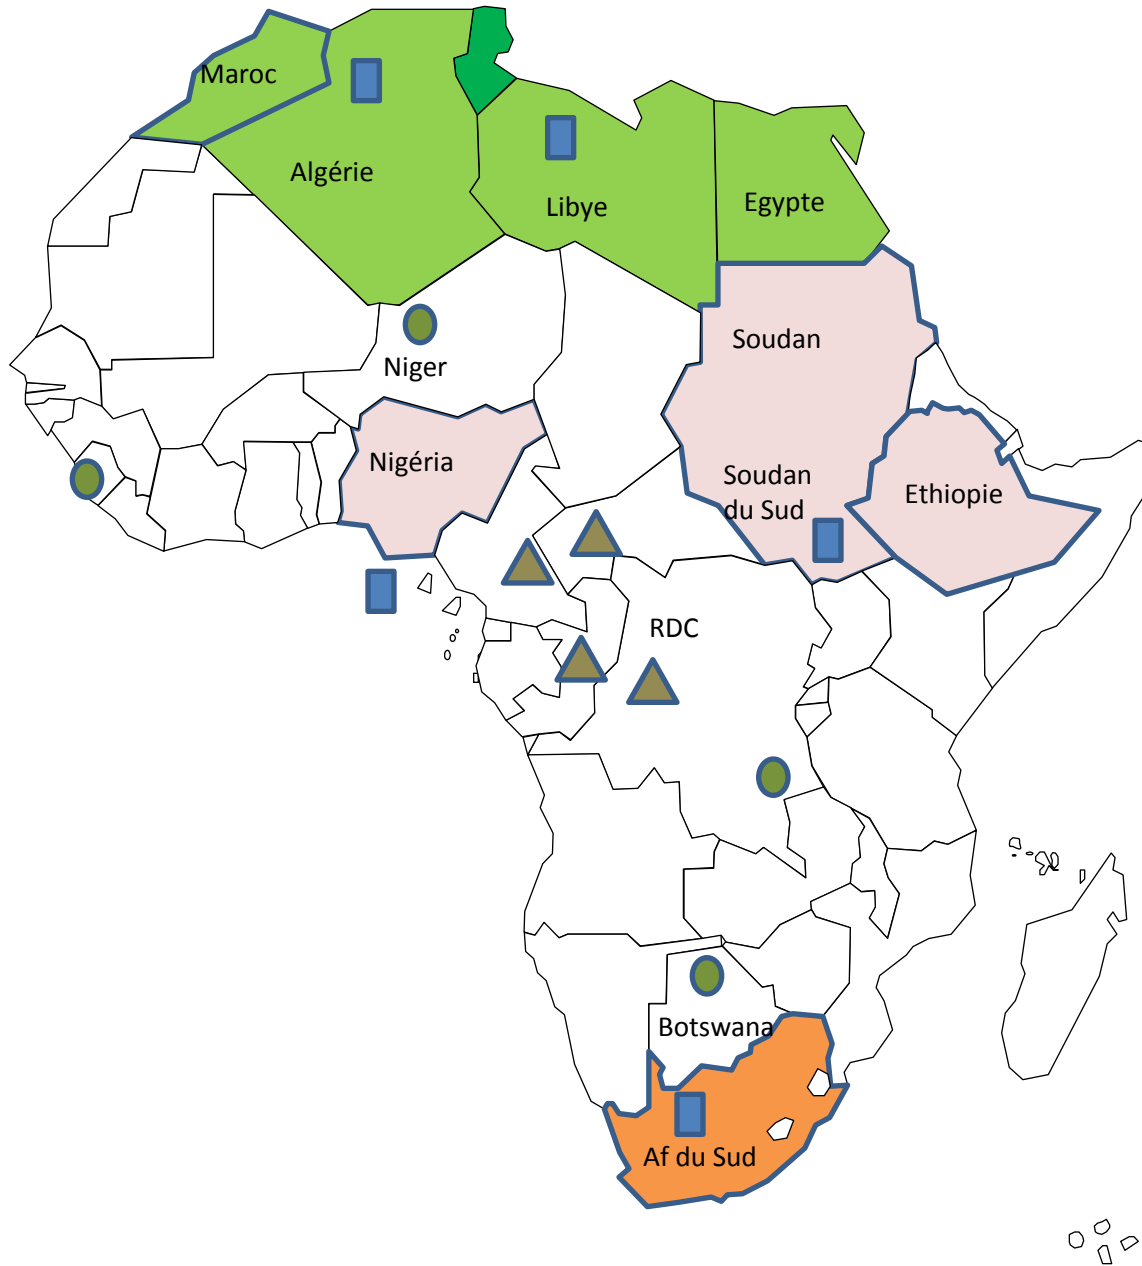 Maroc
Algérie
Libye
Egypte
Soudan
Niger
Nigéria
Soudan
du Sud
Ethiopie
RDC
Botswana
Af du Sud